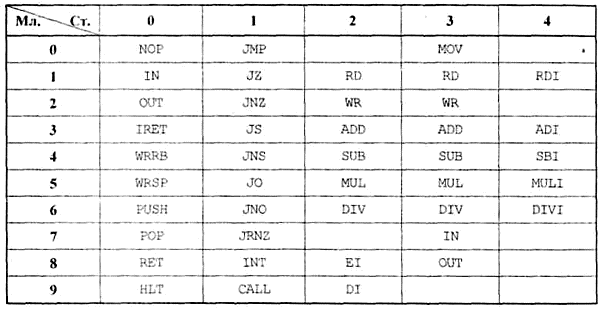 Мл. Ст. 0 1 2 3 4
0 NOP JMP MOV
1 IN JZ RD RD RDI
2 OUT JNZ WR WR
3 IRET JS ADD ADD ADI
4 WRRB JNS SUB SUB SBI
5 WRSP JO MUL MUL MULI
6 PUSH JNO DIV DIV DIVI
7 POP JRNZ IN
8 RET INT EI OUT
9 HLT CALL DI